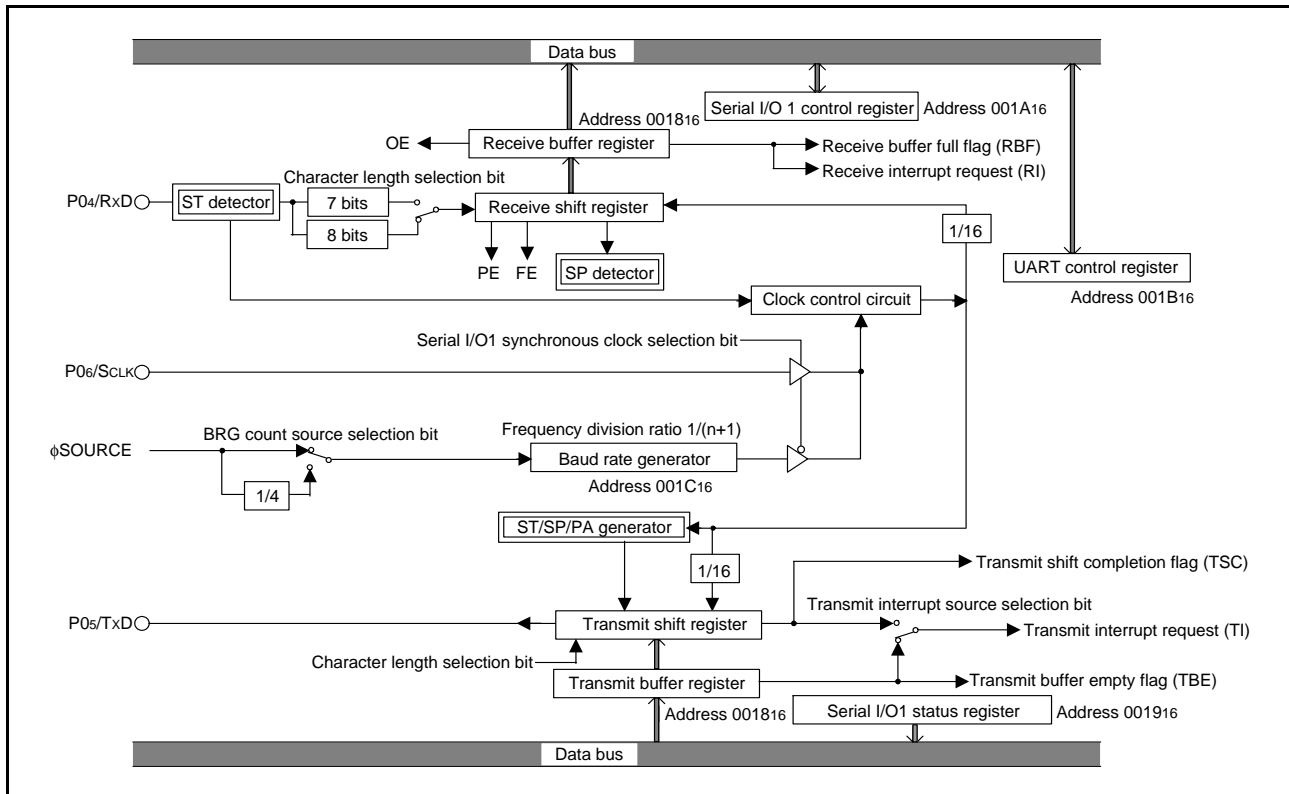 Data bus
Serial I/O 1 control register Address 001A16
Address 001816
OE Receive buffer register
Receive buffer full flag (RBF)
Receive interrupt request (RI)
Character length selection bit
P04/RXD ST detector 7 bits Receive shift register
8 bits
1/16
PE FE SP detector
UART control register
Address 001B16
Clock control circuit
Serial I/O1 synchronous clock selection bit
P06/SCLK
BRG count source selection bit
Frequency division ratio 1/(n+1)
φSOURCE
Baud rate generator
Address 001C16
1/4
ST/SP/PA generator
1/16
Transmit shift completion flag (TSC)
Transmit interrupt source selection bit
P05/TXD Transmit shift register
Transmit interrupt request (TI)
Character length selection bit
Transmit buffer register
Transmit buffer empty flag (TBE)
Address 001816
Serial I/O1 status register Address 001916
Data bus